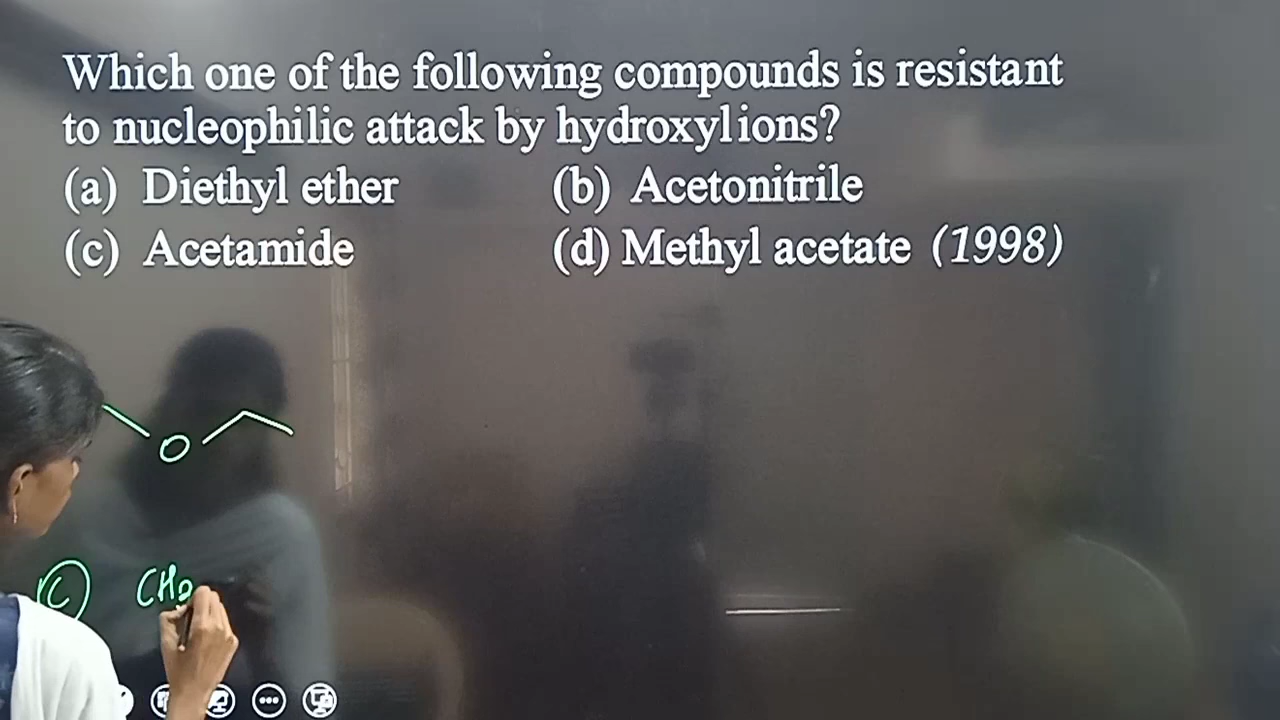 Which one of the following compounds is resistant
to nucleophilic attack by hydroxyl ions?
(a) Diethyl ether (b) Acetonitrile
(c) Acetamide (d) Methyl acetate (1998)
O
(c) CH3